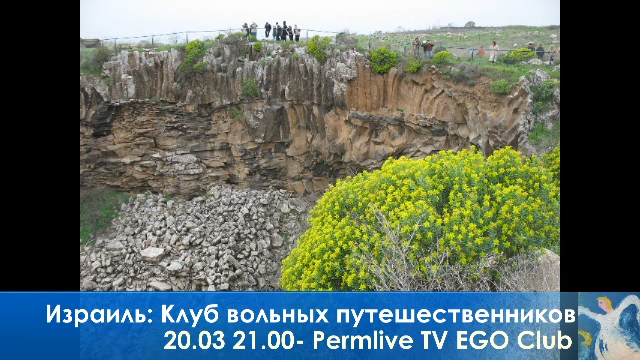 Израиль: Клуб вольных путешественников
20.03 21.00- Permlive TV EGO Club